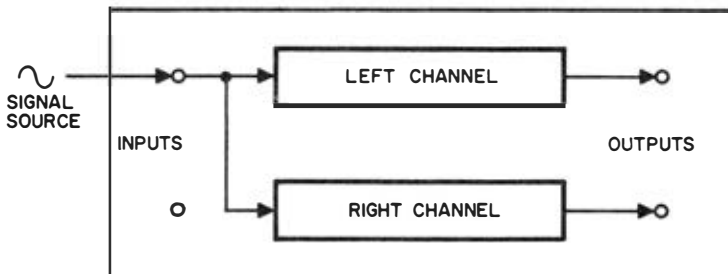 LEFT CHANNEL
SIGNAL
SOURCE
INPUTS
OUTPUTS
RIGHT CHANNEL